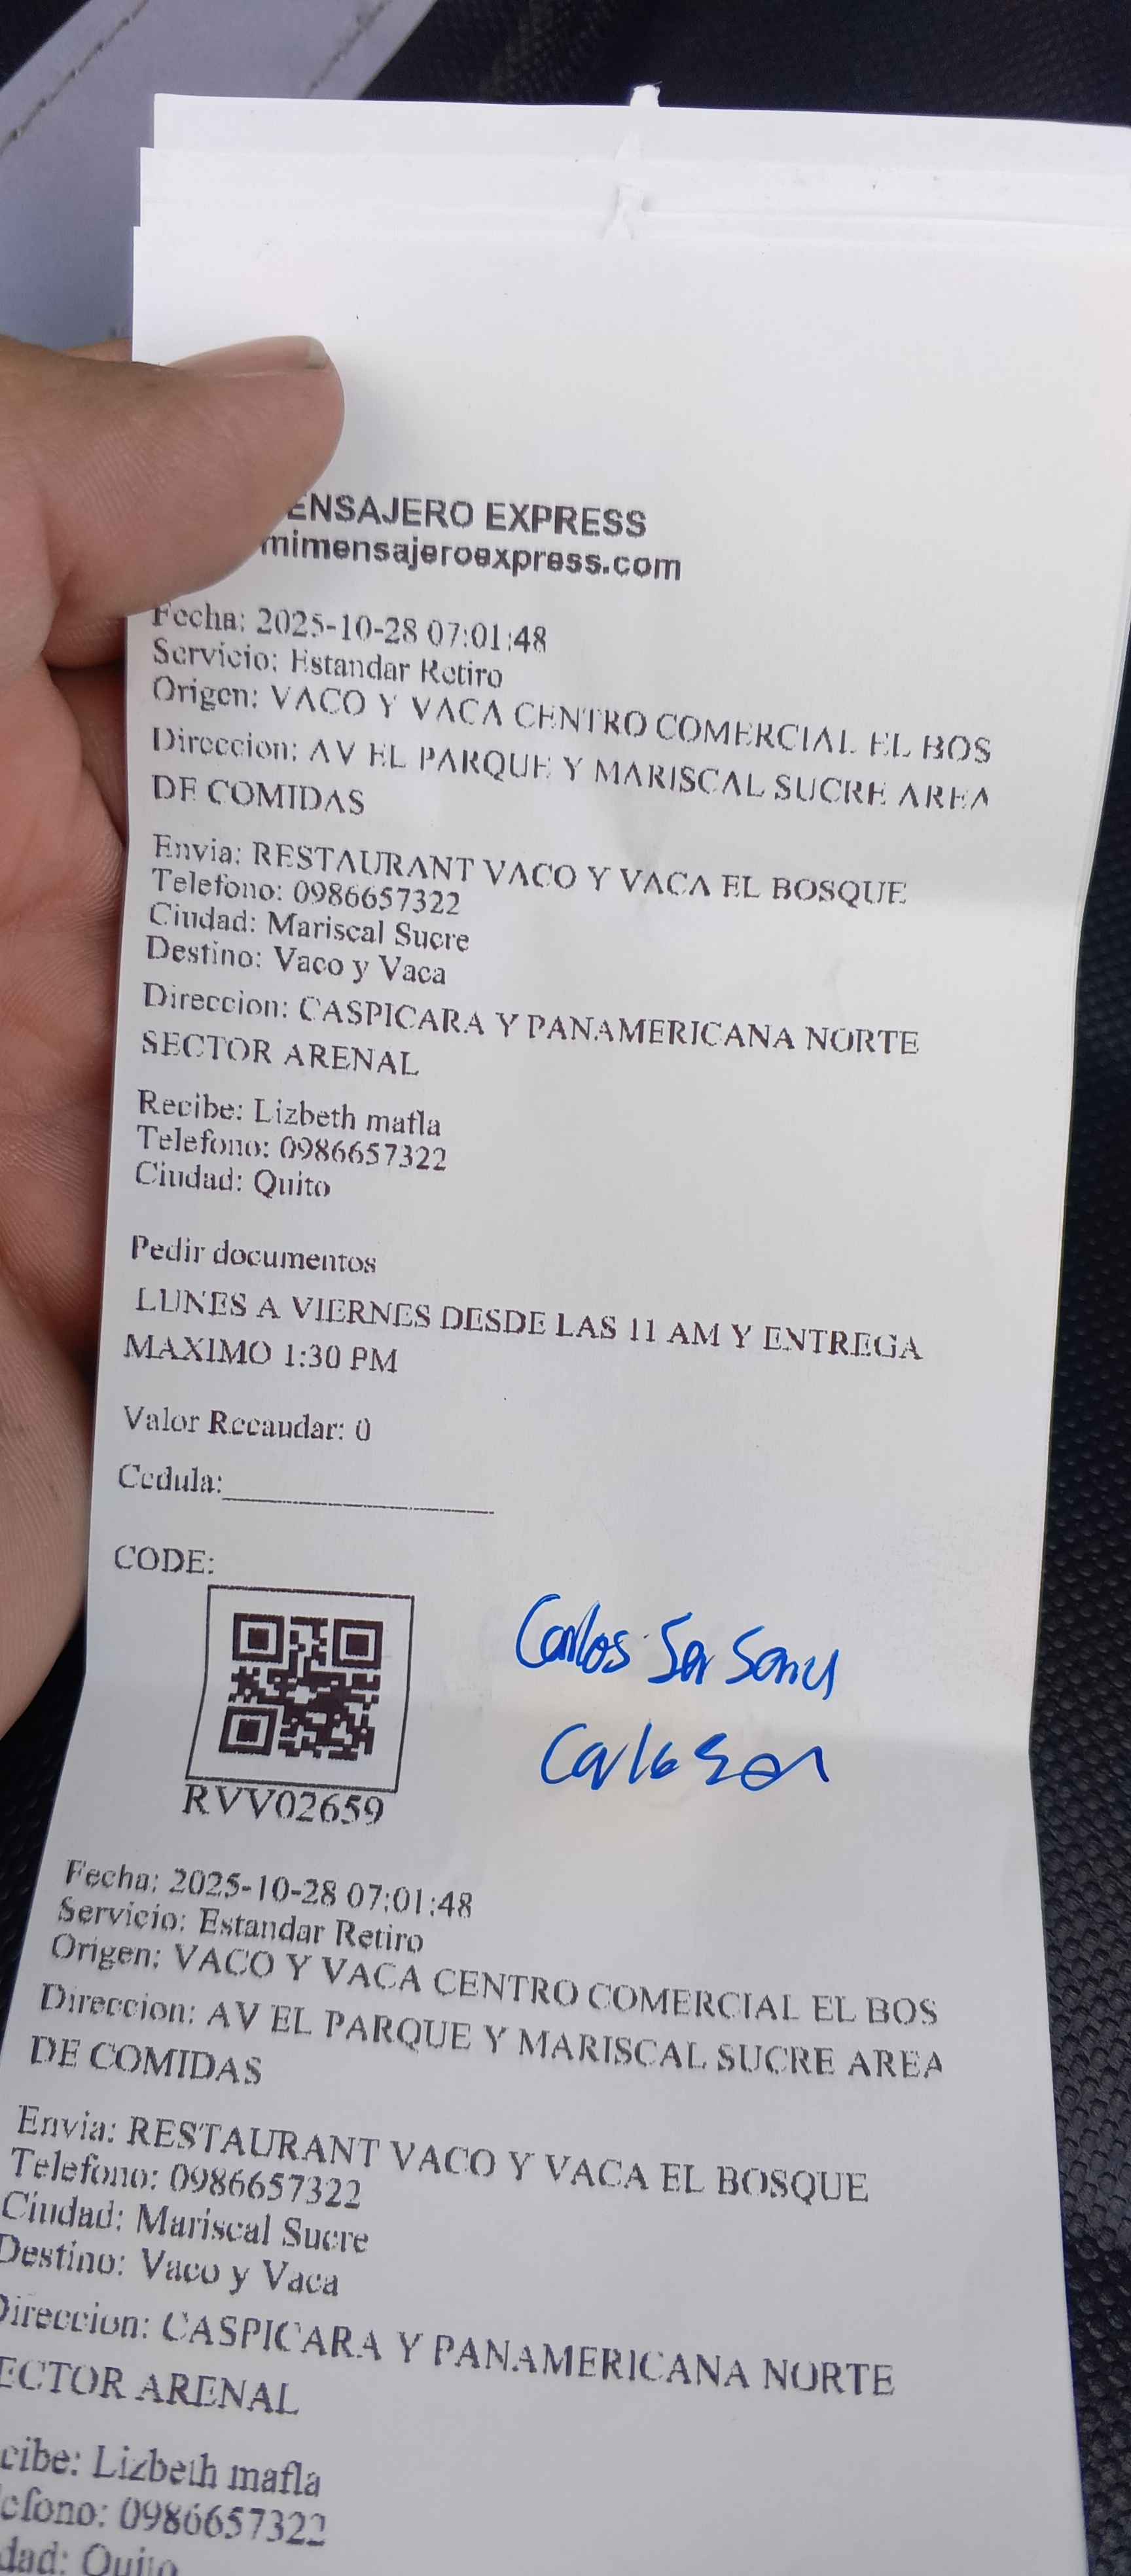 ENSAJERO EXPRESS
mimensajeroexpress.com
Fecha: 2025-10-28 07:01:48
Servicio: Estandar Retiro
Origen: VACO Y VACA CENTRO COMERCIAL EL BOS
Direccion: AV EL PARQUE Y MARISCAL SUCRE AREA
DE COMIDAS
Envia: RESTAURANT VACO Y VACA EL BOSQUE
Telefono: 0986657322
Ciudad: Mariscal Sucre
Destino: Vaco y Vaca
Direccion: CASPICARA Y PANAMERICANA NORTE
SECTOR ARENAL
Recibe: Lizbeth mafla
Telefono: 0986657322
Ciudad: Quito
Pedir documentos
LUNES A VIERNES DESDE LAS 11 AM Y ENTREGA
MAXIMO 1:30 PM
Valor Recaudar: 0
Cedula:
CODE:
Carlos
RVV02659
Fecha: 2025-10-28 07:01:48
Servicio: Estandar Retiro
Origen: VACO Y VACA CENTRO COMERCIAL EL BOS
Direccion: AV EL PARQUE Y MARISCAL SUCRE AREA
DE COMIDAS
Envia: RESTAURANT VACO Y VACA EL BOSQUE
Telefono: 0986657322
Ciudad: Mariscal Sucre
Destino: Vaco y Vaca
Direccion: CASPICARA Y PANAMERICANA NORTE
ECTOR ARENAL
cibe: Lizbeth mafla
efono: 0986657322
dad: Quito